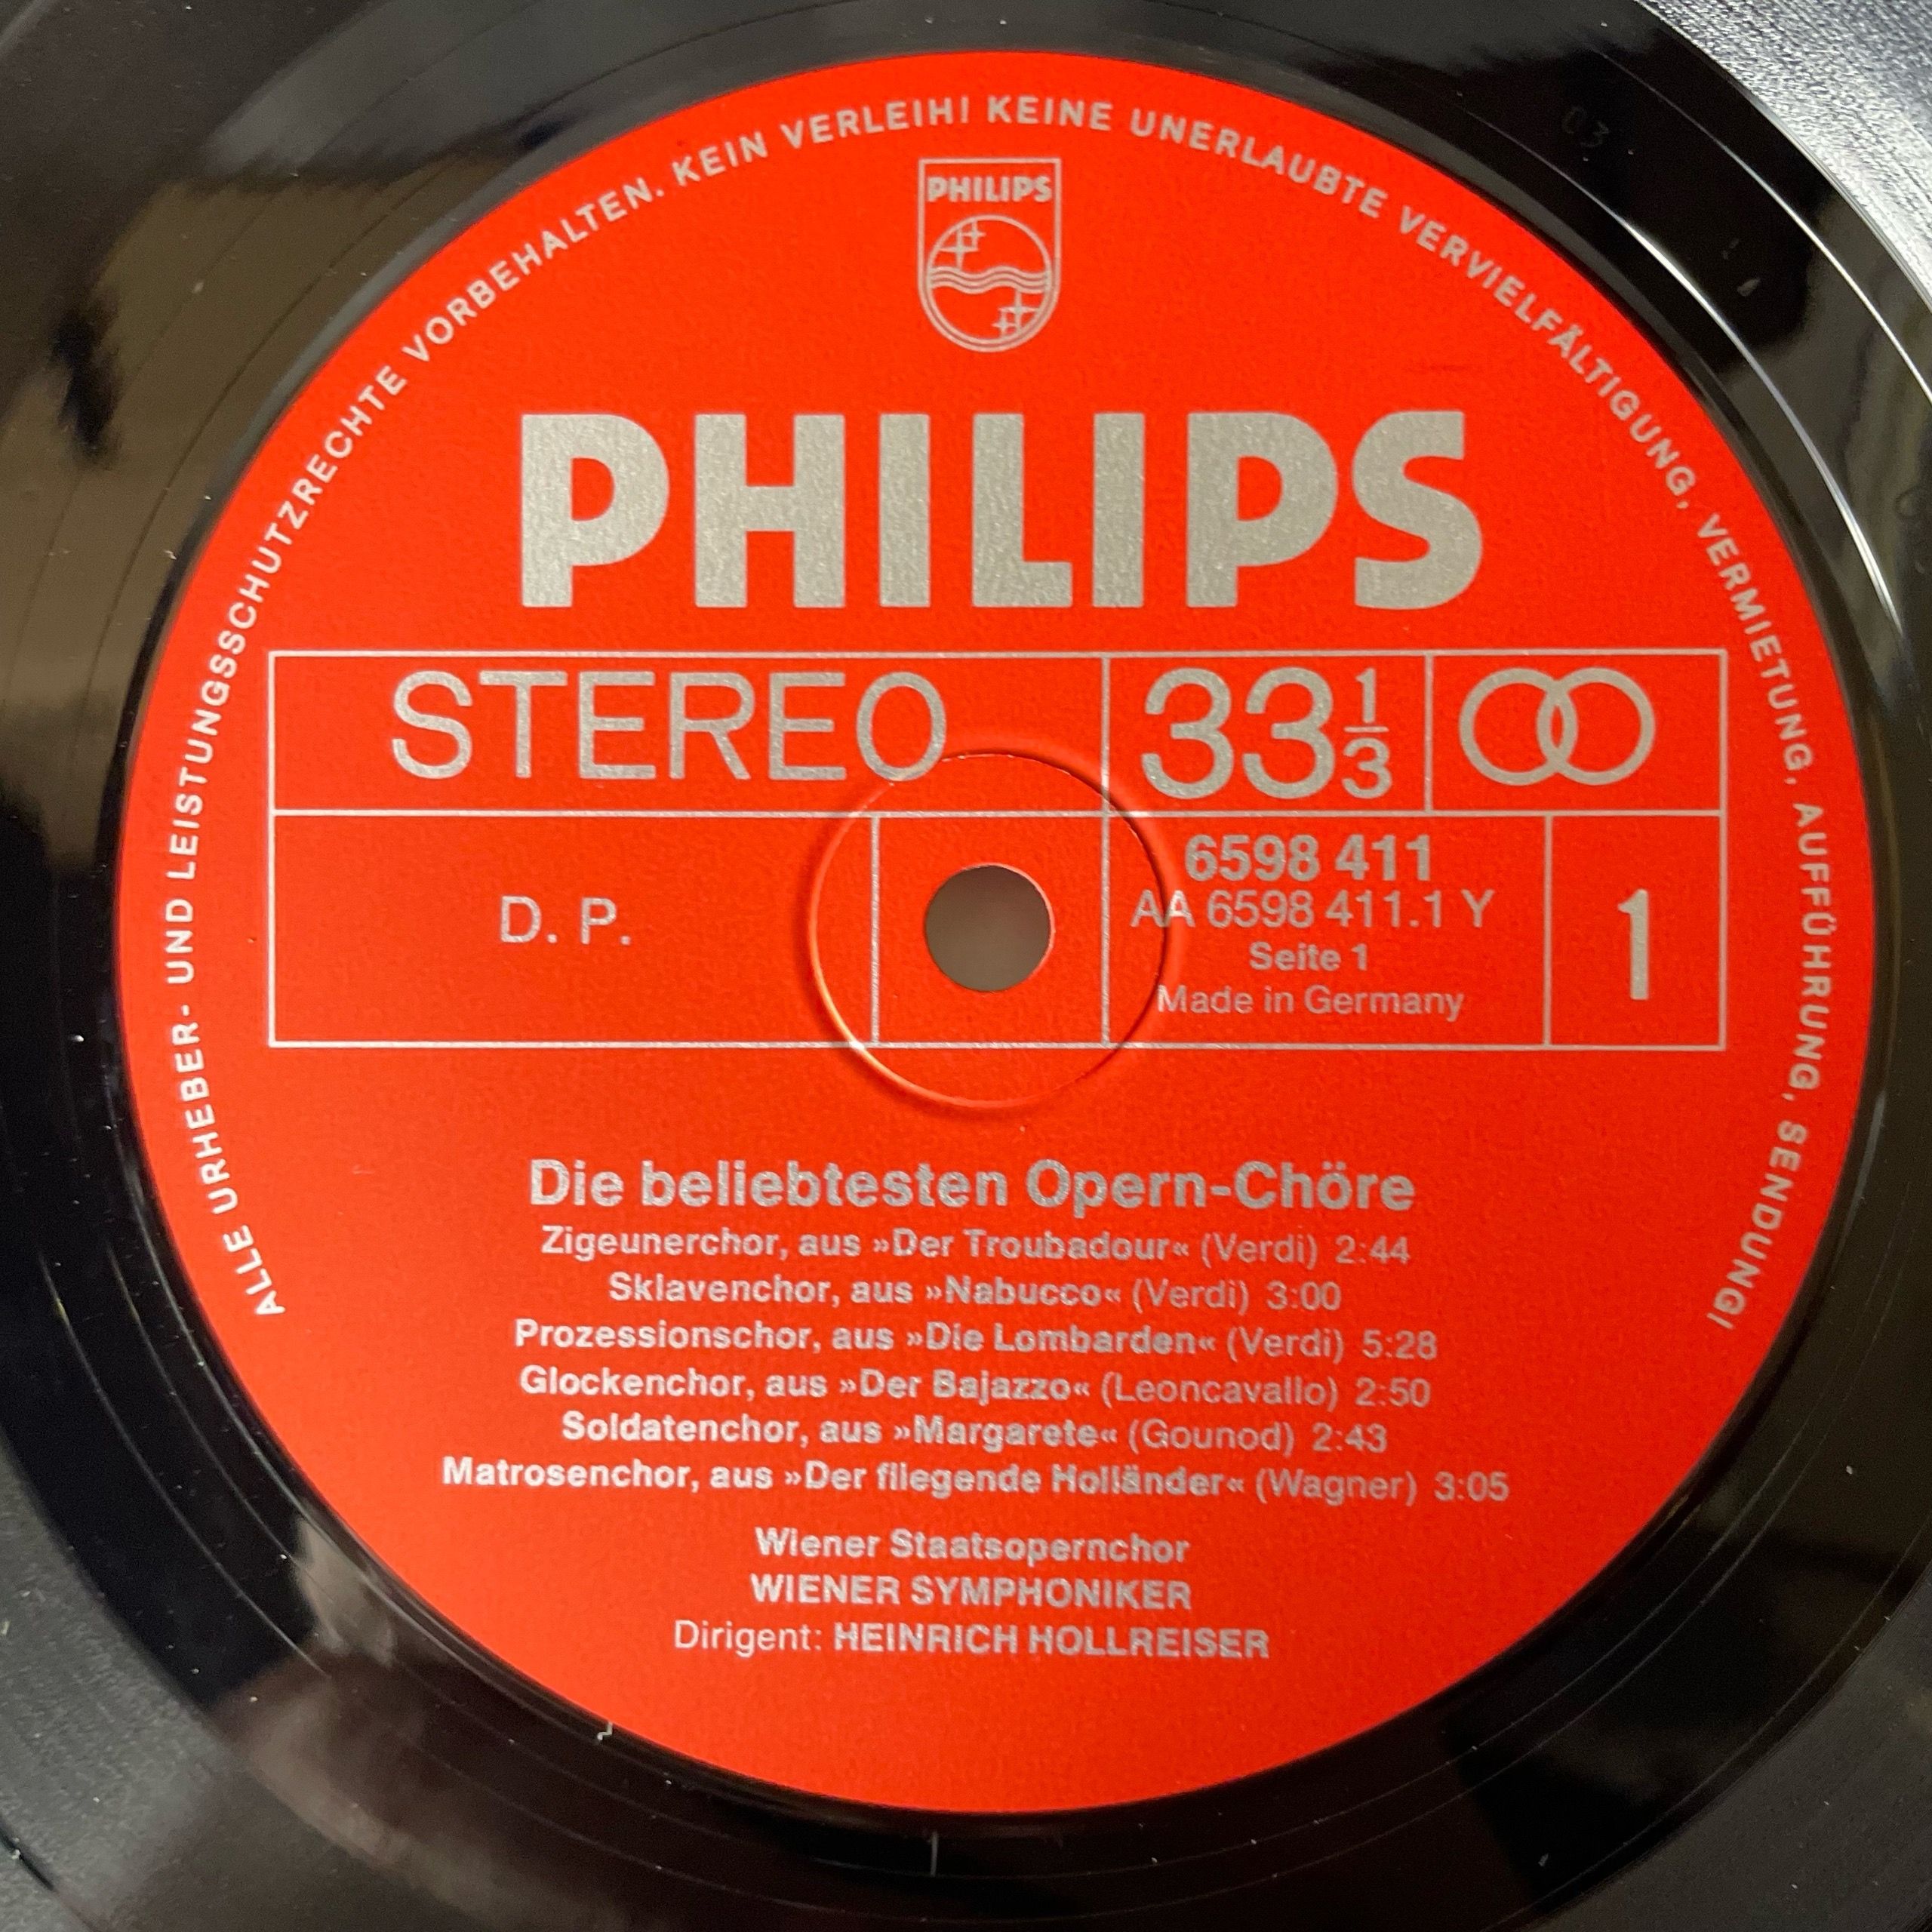 ALLE URHEBER- UND LEISTUNGSSCHUTZRECHTE VORBEHALTEN. KEIN VERLEIH! KEINE UNERLAUBTE VERVIELFÄLTIGUNG, VERMIETUNG, AUFFÜHRUNG, SENDUNG!
PHILIPS
PHILIPS
STEREO 33 1/3
D. P.
6598 411
AA 6598 411.1 Y
Seite 1
Made in Germany
1
Die beliebtesten Opern-Chöre
Zigeunerchor, aus »Der Troubadour« (Verdi) 2:44
Sklavenchor, aus »Nabucco« (Verdi) 3:00
Prozessionschor, aus »Die Lombarden« (Verdi) 5:28
Glockenchor, aus »Der Bajazzo« (Leoncavallo) 2:50
Soldatenchor, aus »Margarete« (Gounod) 2:43
Matrosenchor, aus »Der fliegende Holländer« (Wagner) 3:05
Wiener Staatsopernchor
WIENER SYMPHONIKER
Dirigent: HEINRICH HOLLREISER